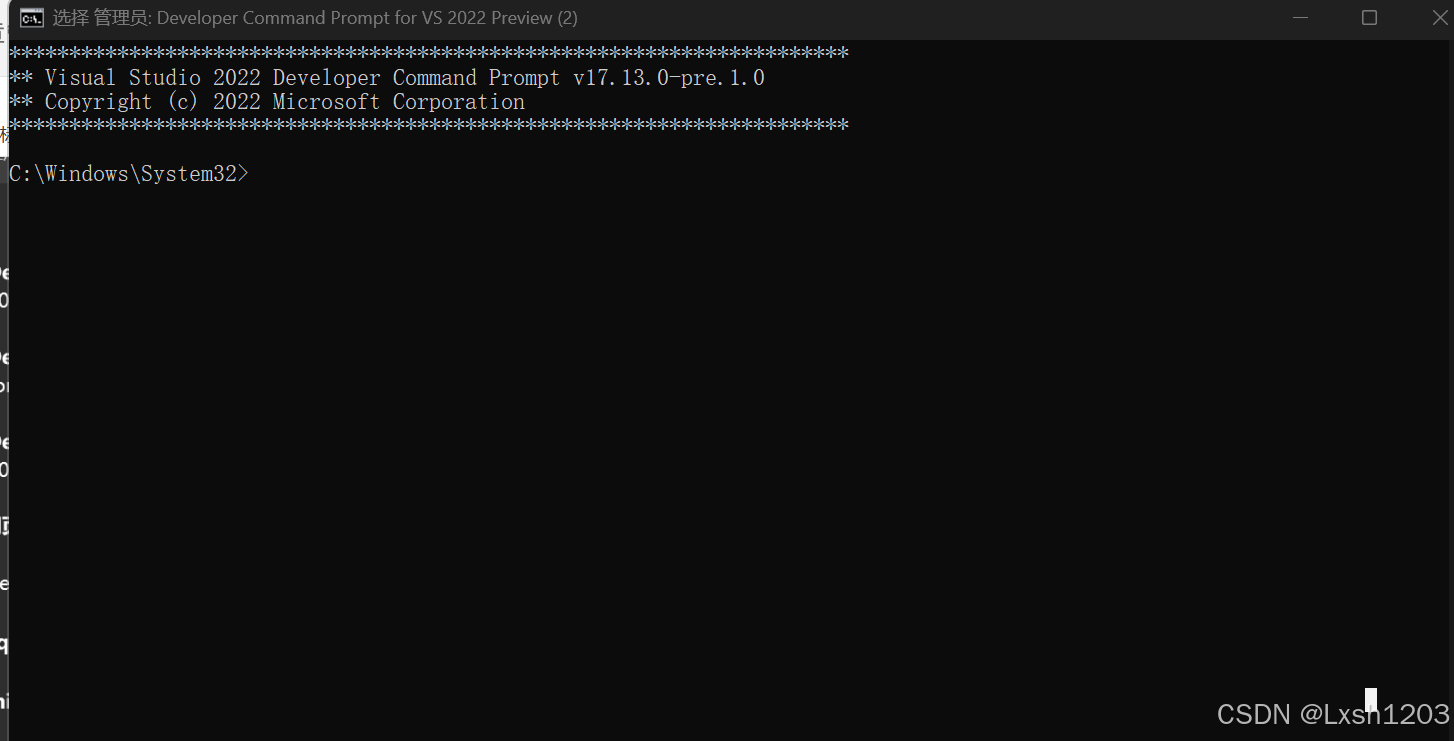 选择 管理员: Developer Command Prompt for VS 2022 Preview (2)
**********************************************************************
** Visual Studio 2022 Developer Command Prompt v17.13.0-pre.1.0
** Copyright (c) 2022 Microsoft Corporation
**********************************************************************
C:\Windows\System32>
CSDN @Lxsh1203